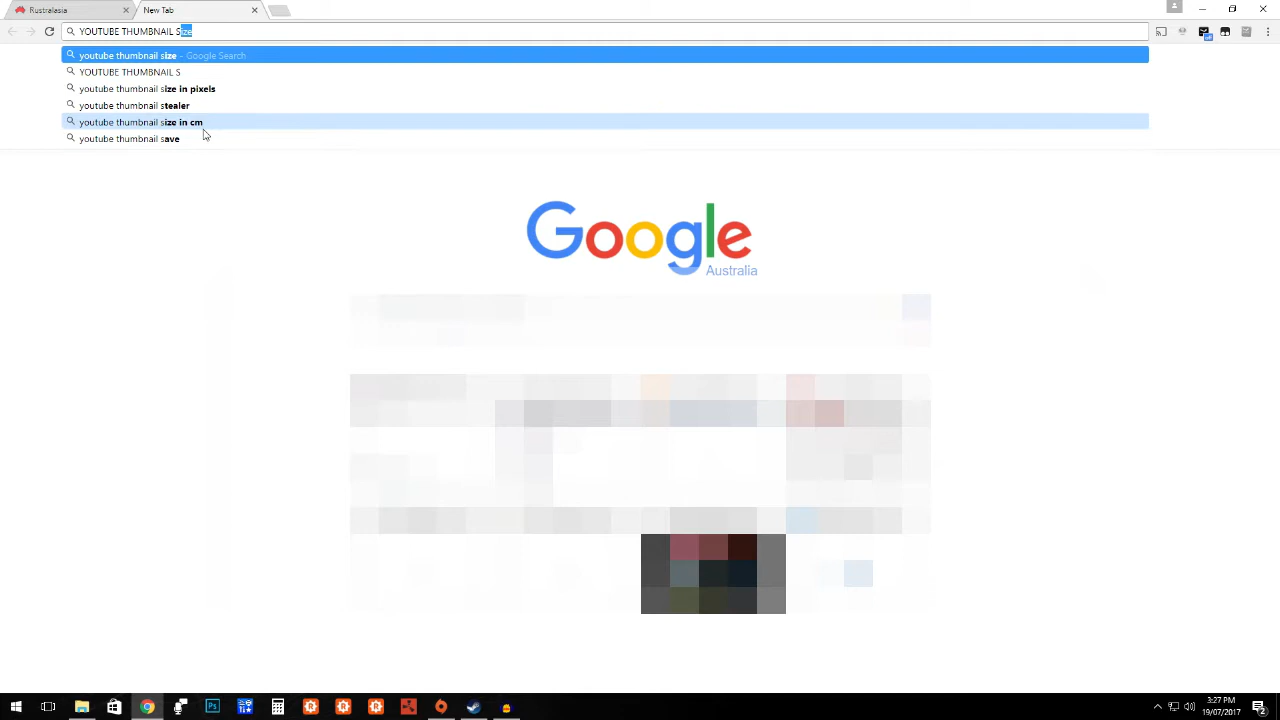 Rustralasia
New Tab
YOUTUBE THUMBNAIL Size
youtube thumbnail size - Google Search
YOUTUBE THUMBNAIL S
youtube thumbnail size in pixels
youtube thumbnail stealer
youtube thumbnail size in cm
youtube thumbnail save
Google
Australia
Ps
3:27 PM
19/07/2017